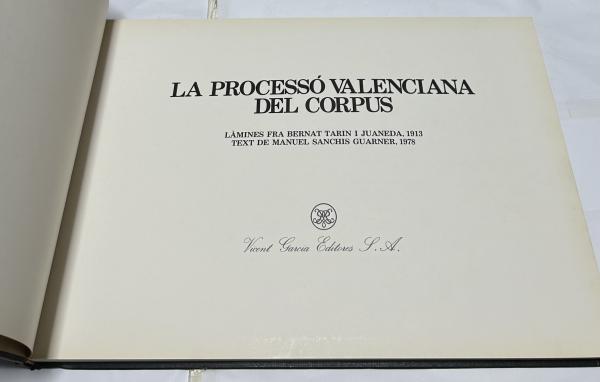 LA PROCESSÓ VALENCIANA
DEL CORPUS
LÀMINES FRA BERNAT TARIN I JUANEDA, 1913
TEXT DE MANUEL SANCHIS GUARNER, 1978
Vicent Garcia Editores S. A.